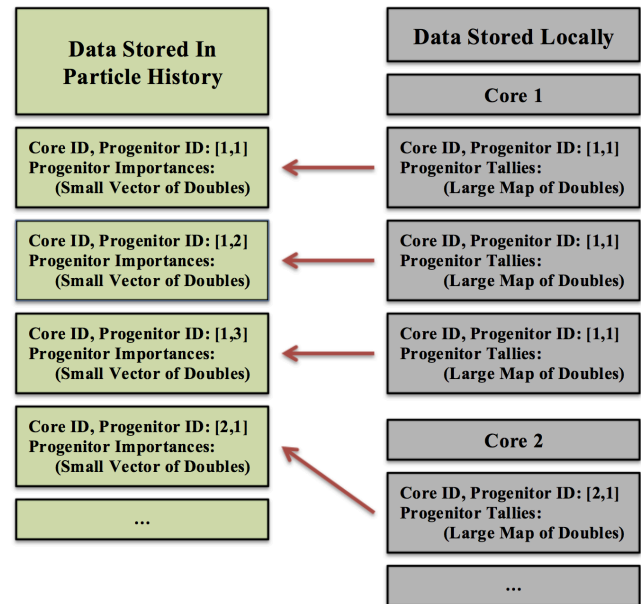 Data Stored In
Particle History
Core ID, Progenitor ID: [1,1]
Progenitor Importances:
(Small Vector of Doubles)
Core ID, Progenitor ID: [1,2]
Progenitor Importances:
(Small Vector of Doubles)
Core ID, Progenitor ID: [1,3]
Progenitor Importances:
(Small Vector of Doubles)
Core ID, Progenitor ID: [2,1]
Progenitor Importances:
(Small Vector of Doubles)
...
Data Stored Locally
Core 1
Core ID, Progenitor ID: [1,1]
Progenitor Tallies:
(Large Map of Doubles)
Core ID, Progenitor ID: [1,1]
Progenitor Tallies:
(Large Map of Doubles)
Core ID, Progenitor ID: [1,1]
Progenitor Tallies:
(Large Map of Doubles)
Core 2
Core ID, Progenitor ID: [2,1]
Progenitor Tallies:
(Large Map of Doubles)
...